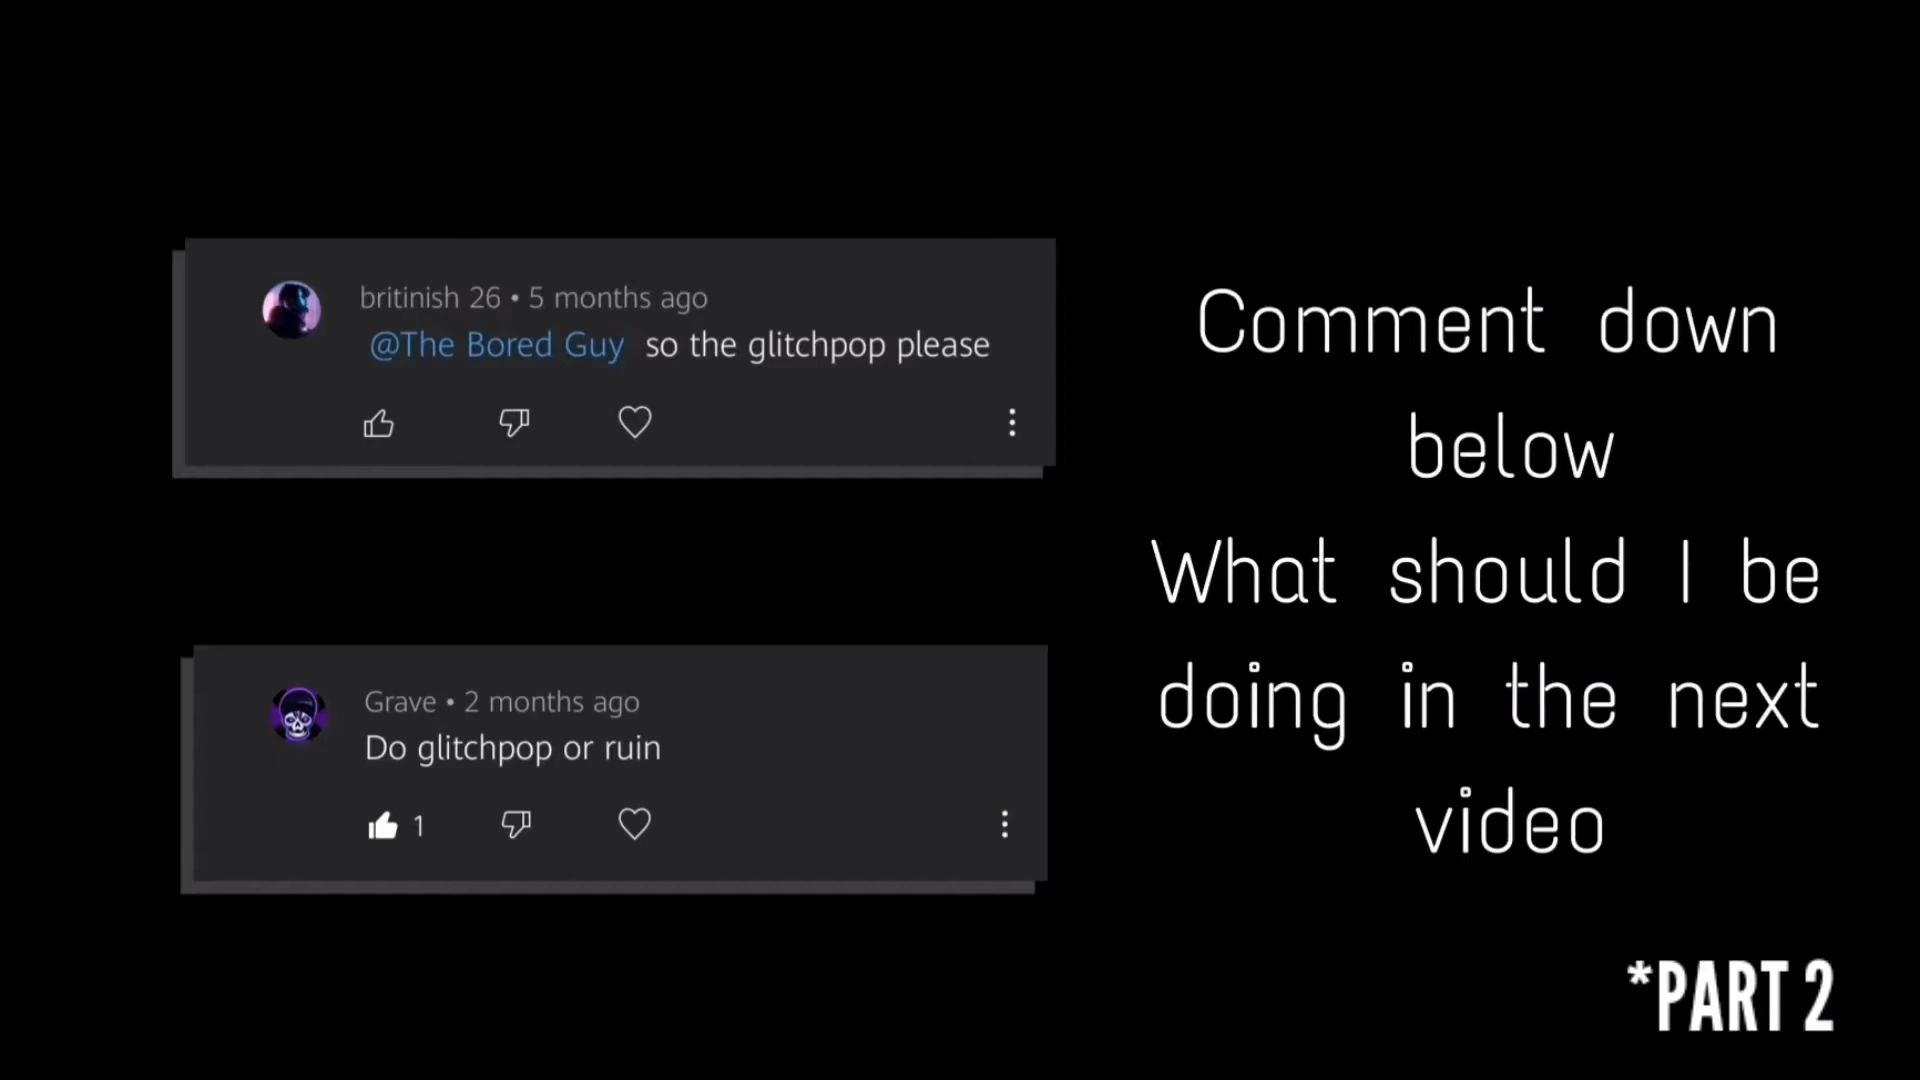 britinish 26 • 5 months ago
@The Bored Guy so the glitchpop please
Grave • 2 months ago
Do glitchpop or ruin
1
Comment down
below
What should I be
doing in the next
video
*PART 2